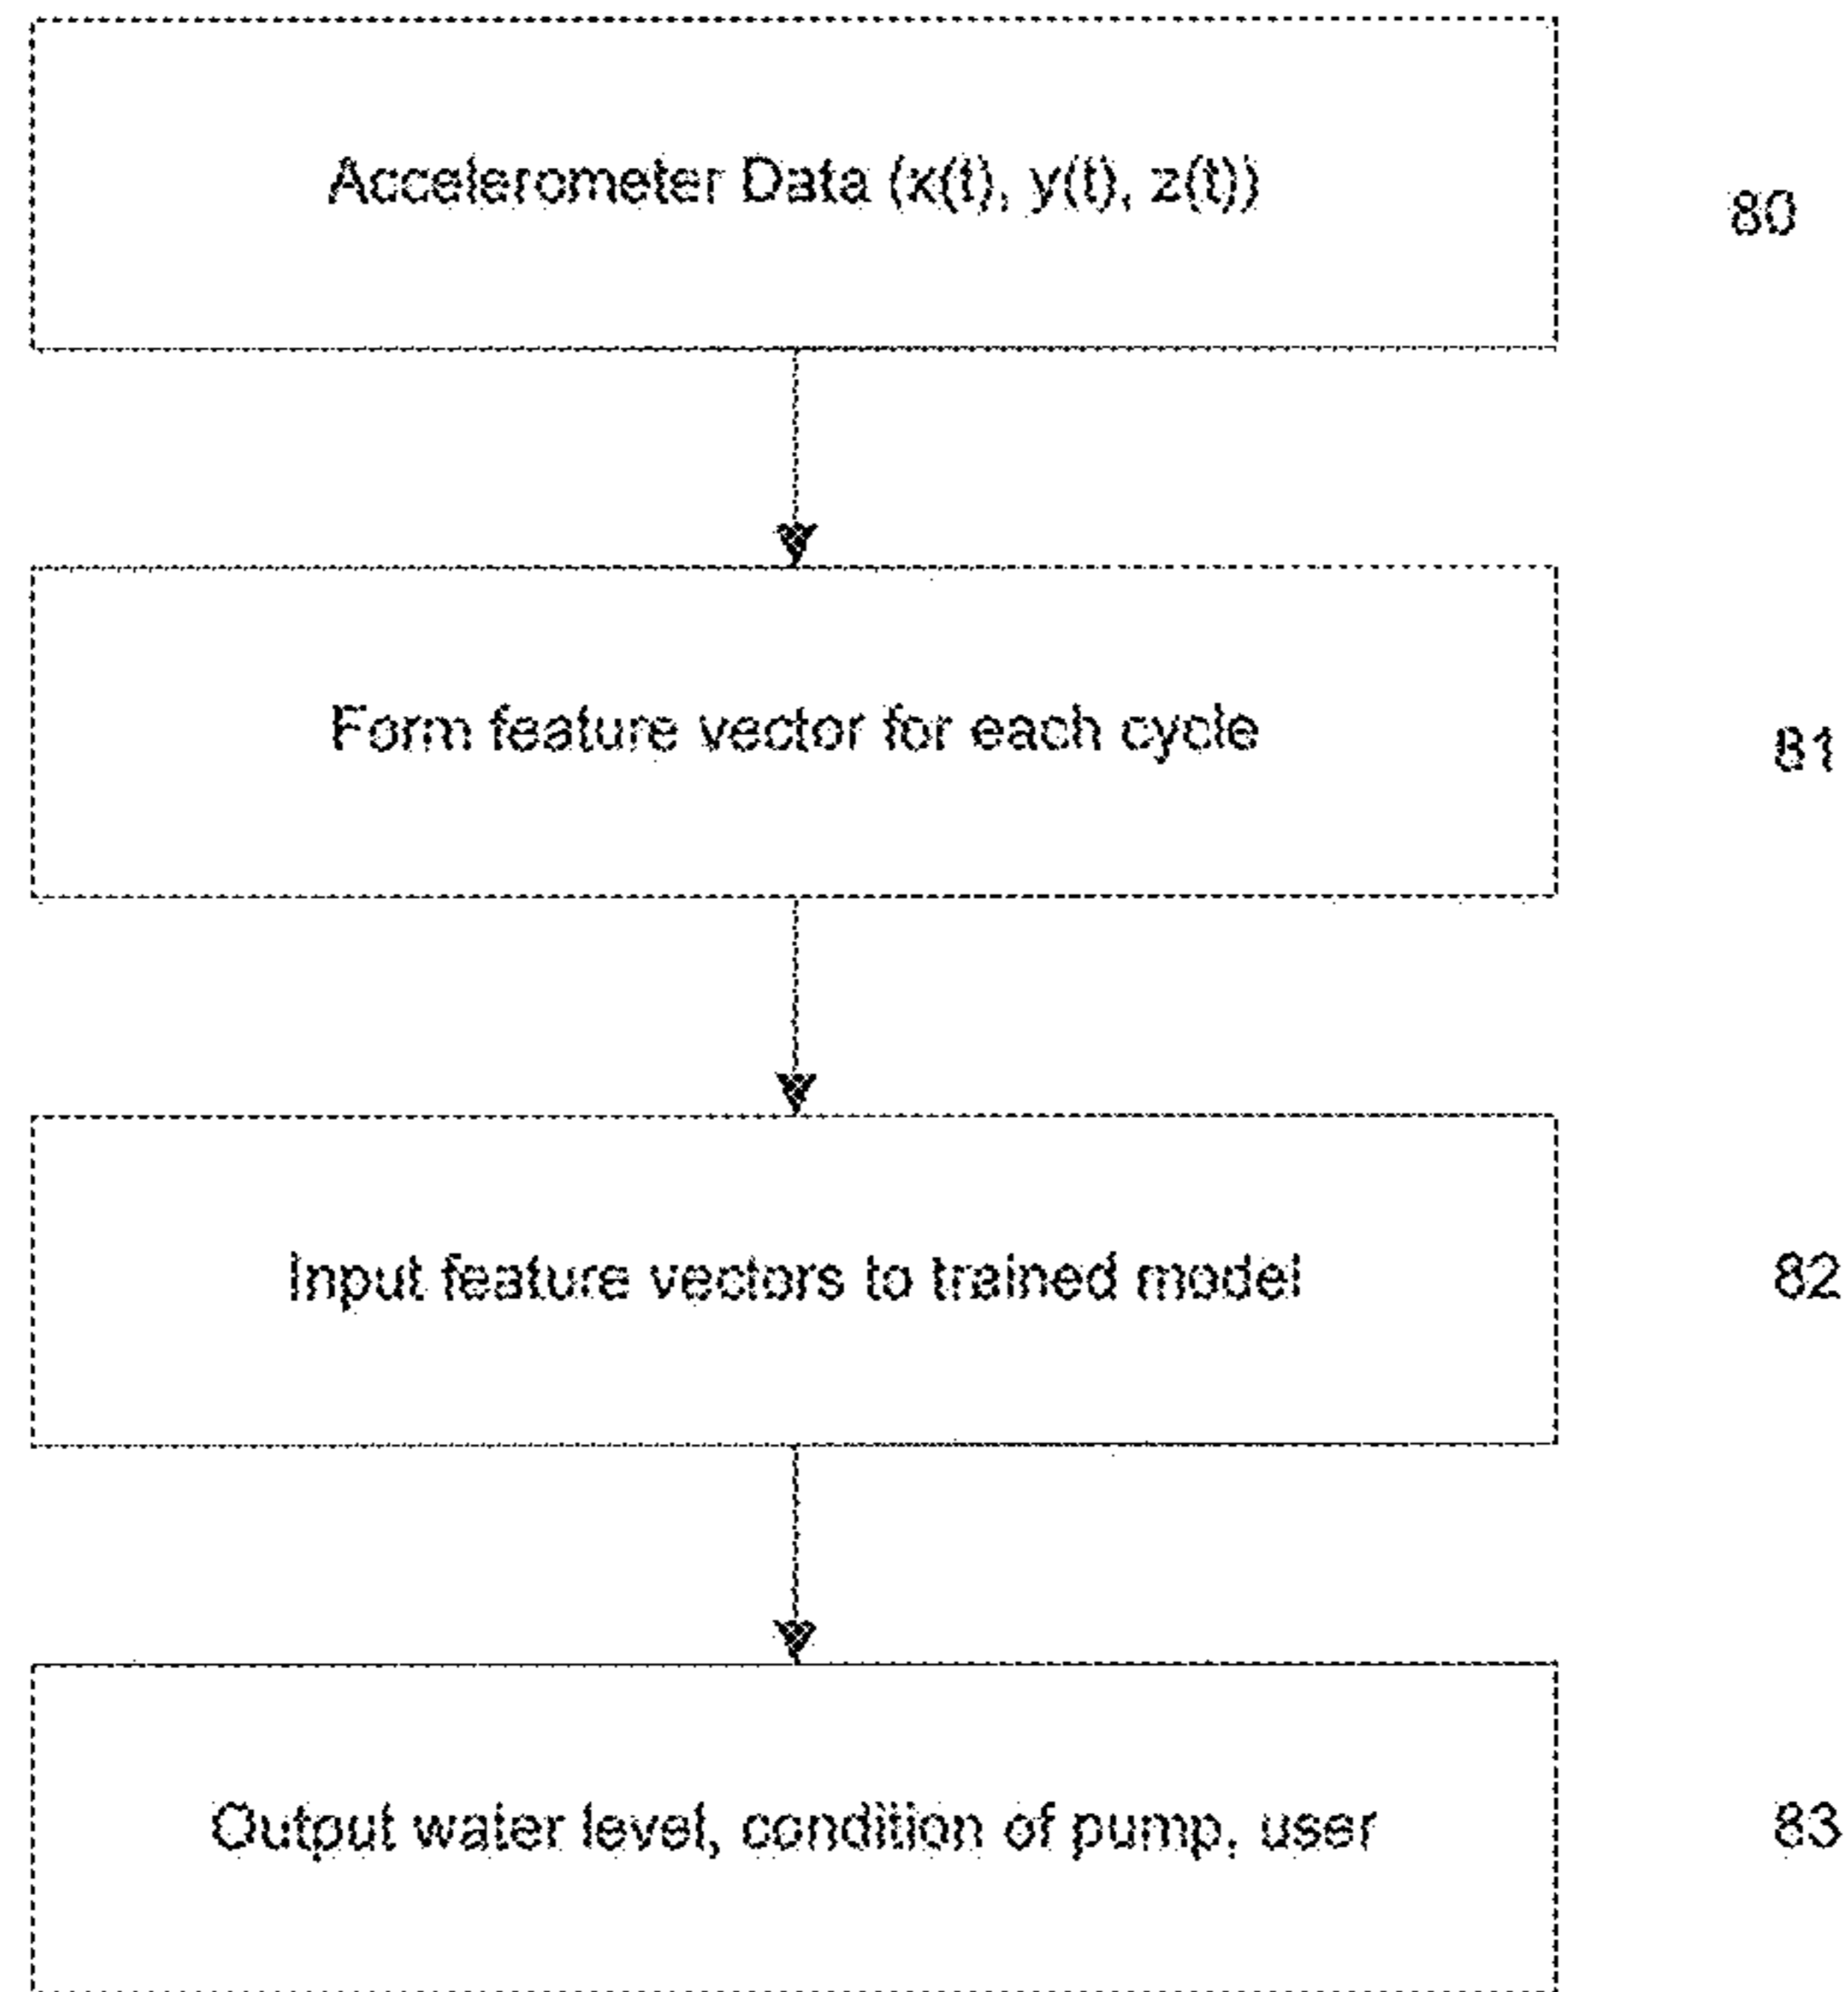 Accelerometer Data (x(t), y(t), z(t))
80
Form feature vector for each cycle
81
Input feature vectors to trained model
82
Output water level, condition of pump, user
83